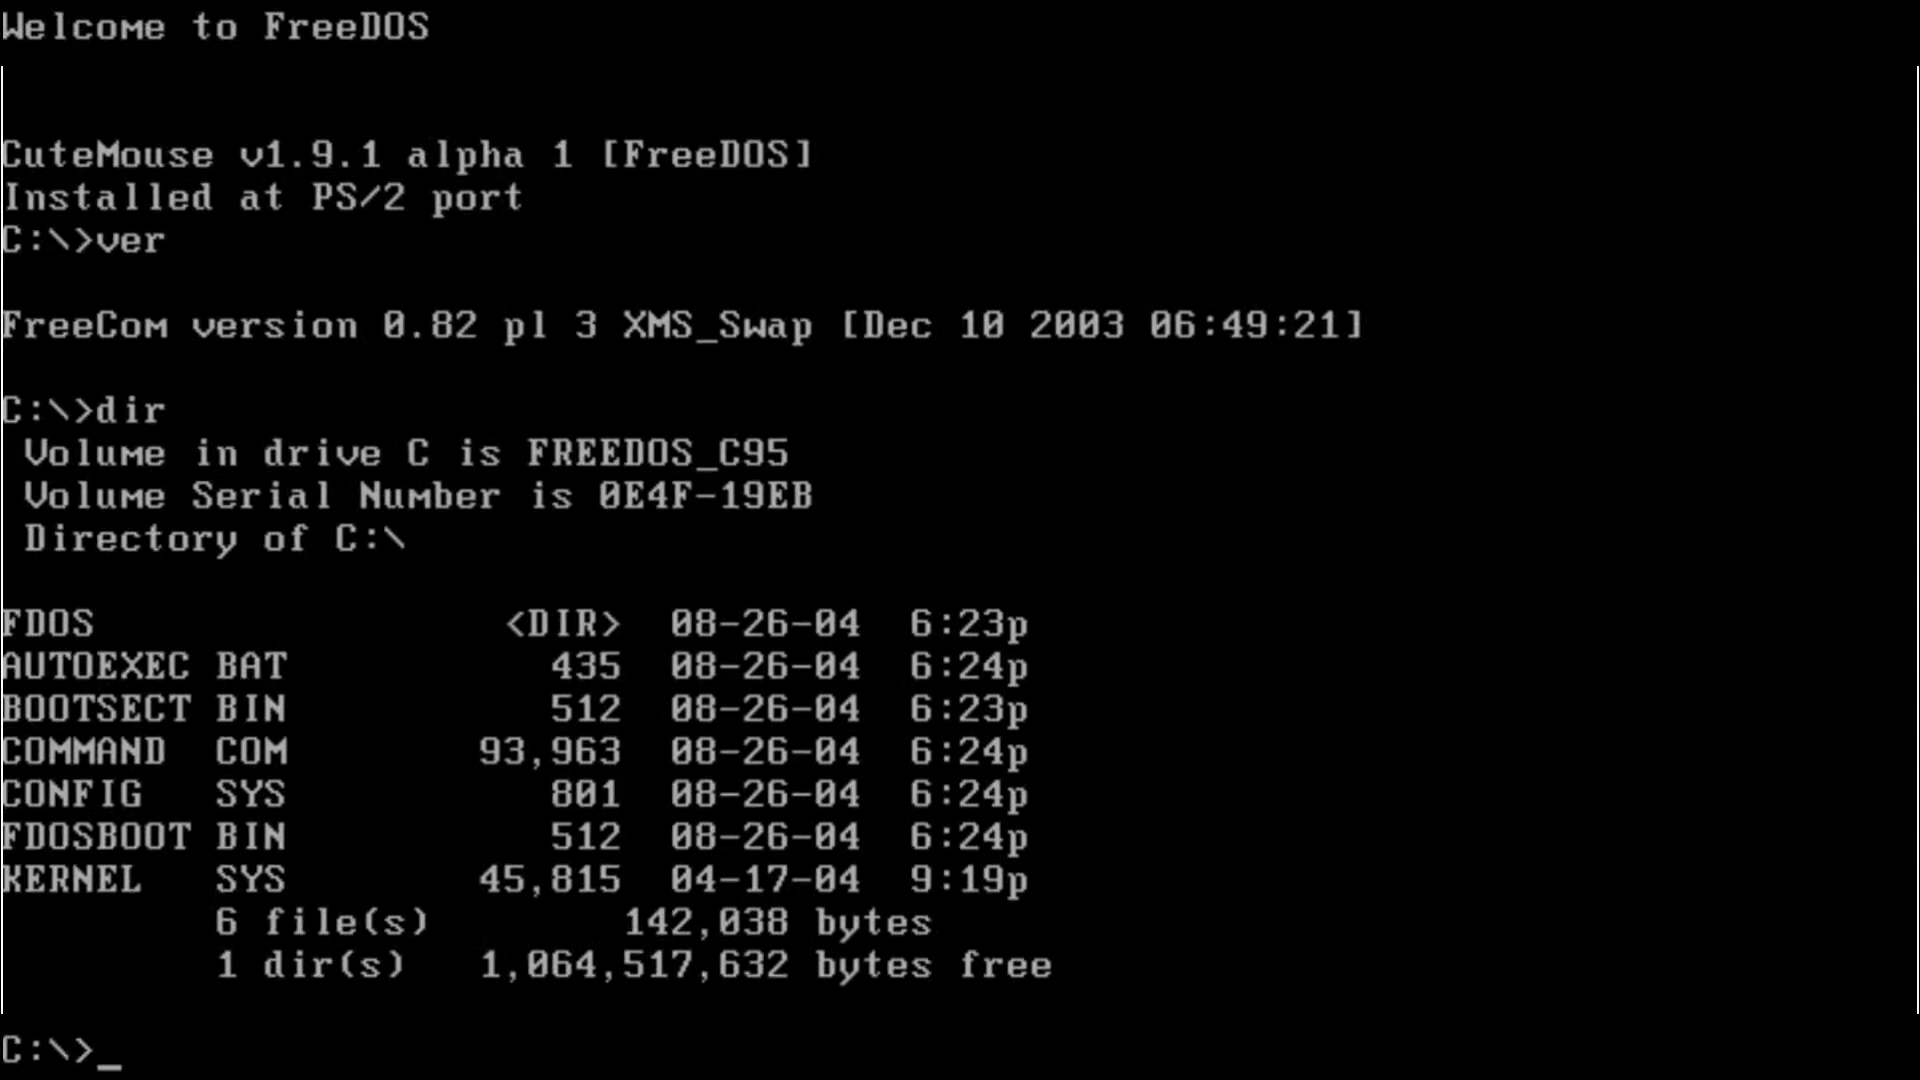 Welcome to FreeDOS
CuteMouse v1.9.1 alpha 1 [FreeDOS]
Installed at PS/2 port
C:\>ver
FreeCom version 0.82 pl 3 XMS_Swap [Dec 10 2003 06:49:21]
C:\>dir
Volume in drive C is FREEDOS_C95
Volume Serial Number is 0E4F-19EB
Directory of C:\
FDOS <DIR> 08-26-04 6:23p
AUTOEXEC BAT 435 08-26-04 6:24p
BOOTSECT BIN 512 08-26-04 6:23p
COMMAND COM 93,963 08-26-04 6:24p
CONFIG SYS 801 08-26-04 6:24p
FDOSBOOT BIN 512 08-26-04 6:24p
KERNEL SYS 45,815 04-17-04 9:19p
6 file(s) 142,038 bytes
1 dir(s) 1,064,517,632 bytes free
C:\>_